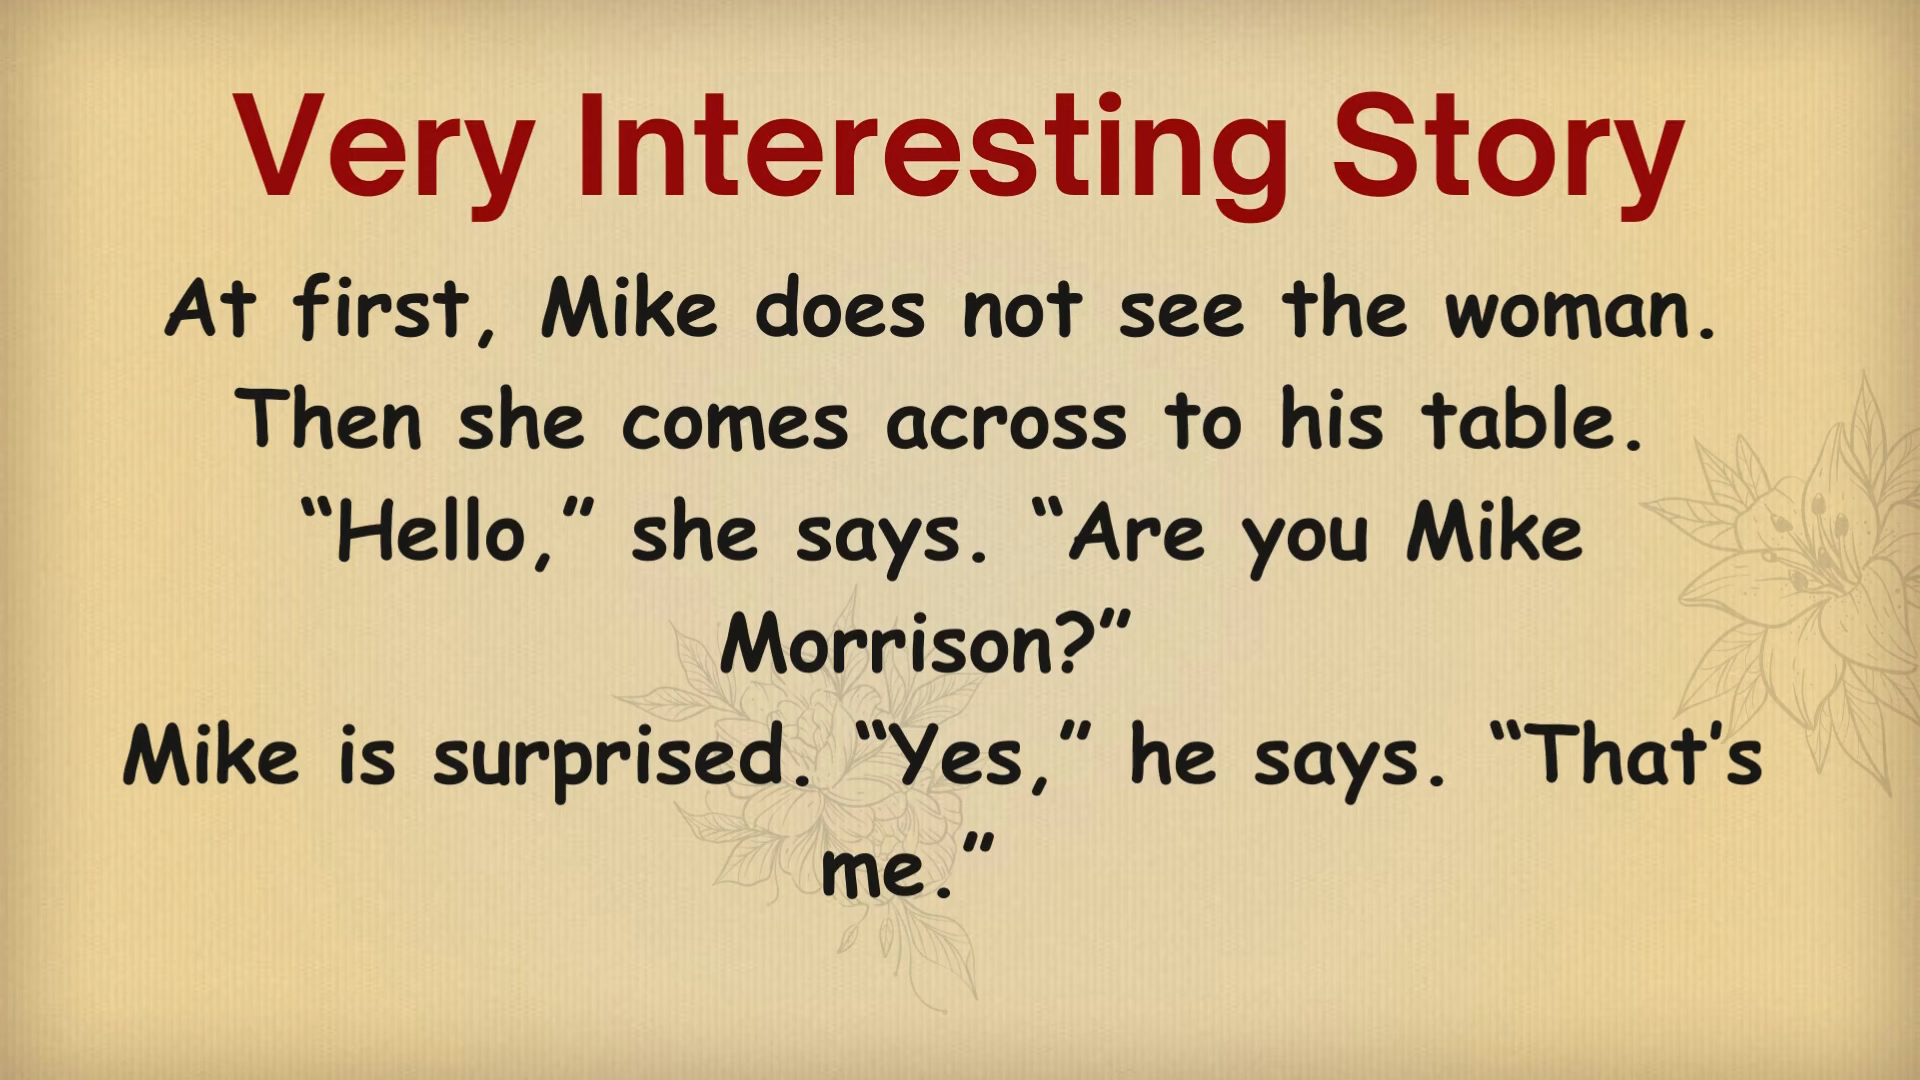 Very Interesting Story
At first, Mike does not see the woman.
Then she comes across to his table.
“Hello,” she says. “Are you Mike
Morrison?”
Mike is surprised. “Yes,” he says. “That’s
me.”